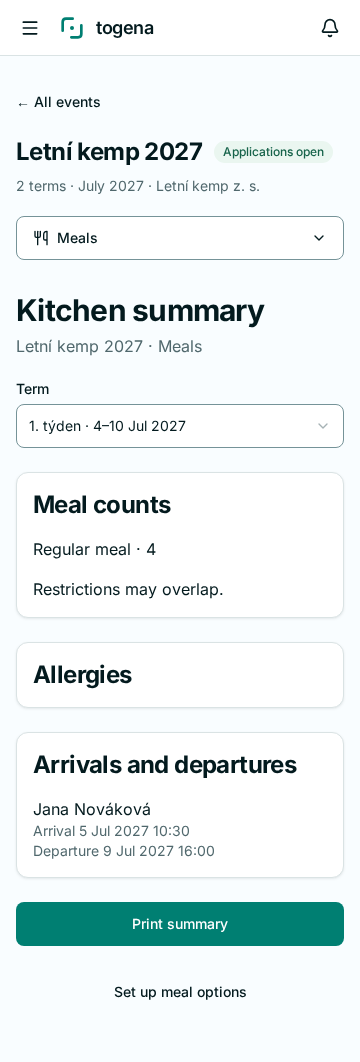 togena
← All events
Letní kemp 2027
Applications open
2 terms · July 2027 · Letní kemp z. s.
Meals
Kitchen summary
Letní kemp 2027 · Meals
Term
1. týden · 4–10 Jul 2027
Meal counts
Regular meal · 4
Restrictions may overlap.
Allergies
Arrivals and departures
Jana Nováková
Arrival 5 Jul 2027 10:30
Departure 9 Jul 2027 16:00
Print summary
Set up meal options